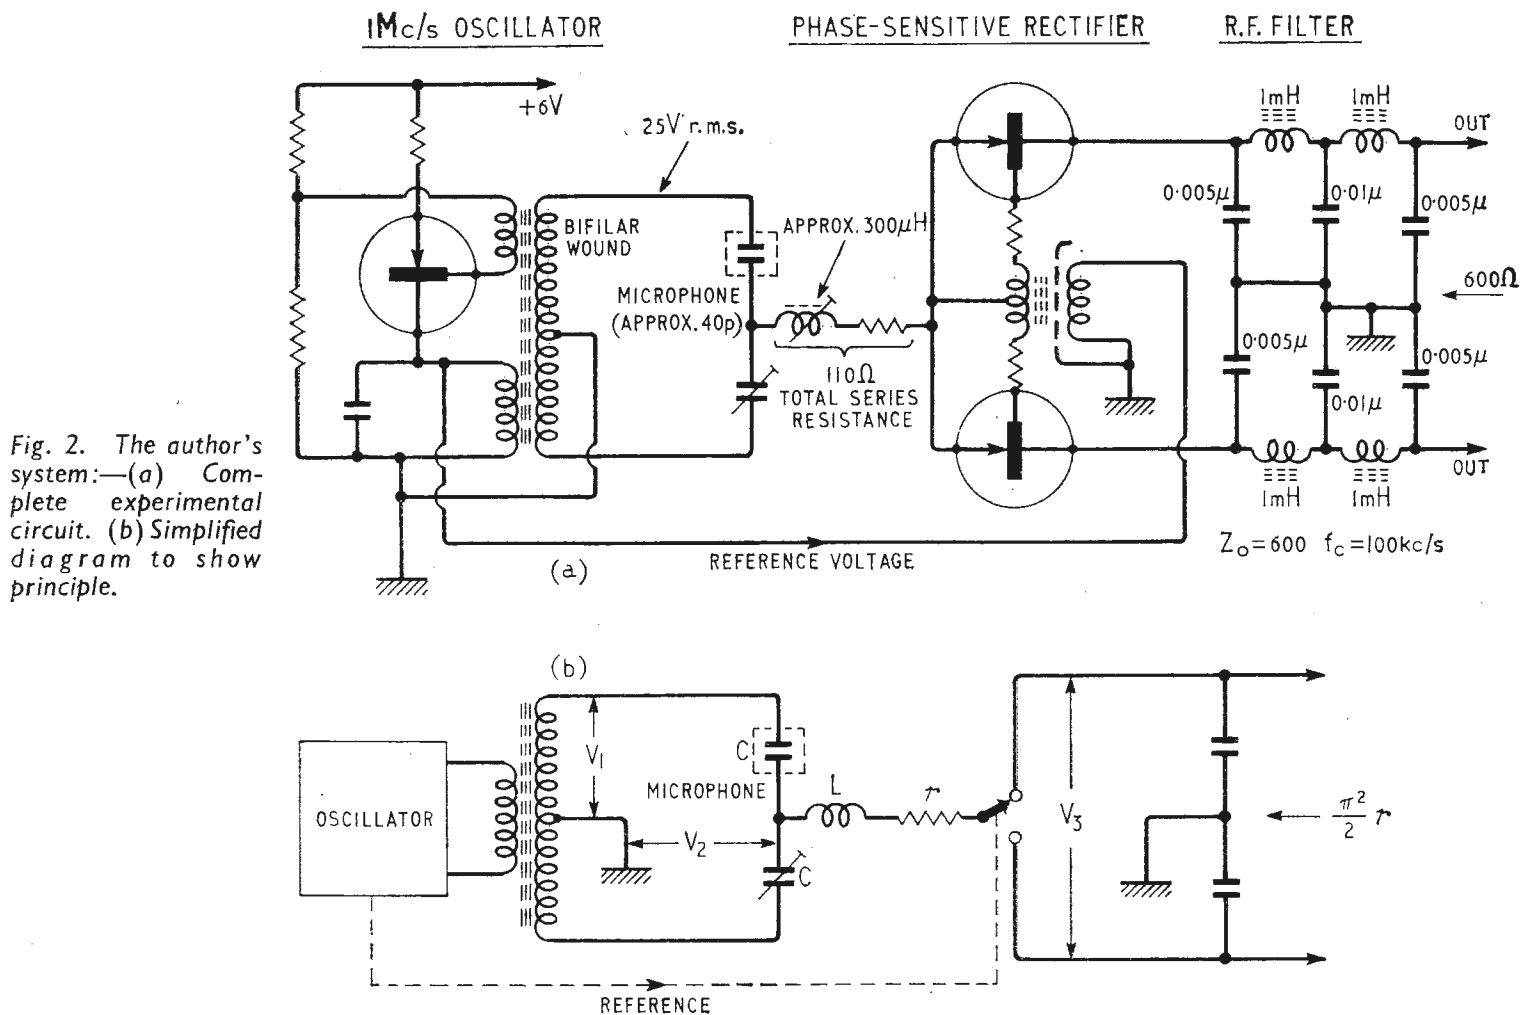 1Mc/s OSCILLATOR
PHASE-SENSITIVE RECTIFIER
R.F. FILTER
+6V
25V r.m.s.
BIFILAR
WOUND
MICROPHONE
(APPROX. 40p)
APPROX. 300μH
110Ω
TOTAL SERIES
RESISTANCE
1mH
1mH
OUT
0·005μ
0·01μ
0·005μ
600Ω
0·005μ
0·005μ
0·01μ
OUT
1mH
1mH
Zo=600 fc=100kc/s
REFERENCE VOLTAGE
(a)
Fig. 2. The author's
system:—(a) Com-
plete experimental
circuit. (b) Simplified
diagram to show
principle.
(b)
OSCILLATOR
V1
C
MICROPHONE
L
r
V2
C
V3
π²/2 r
REFERENCE